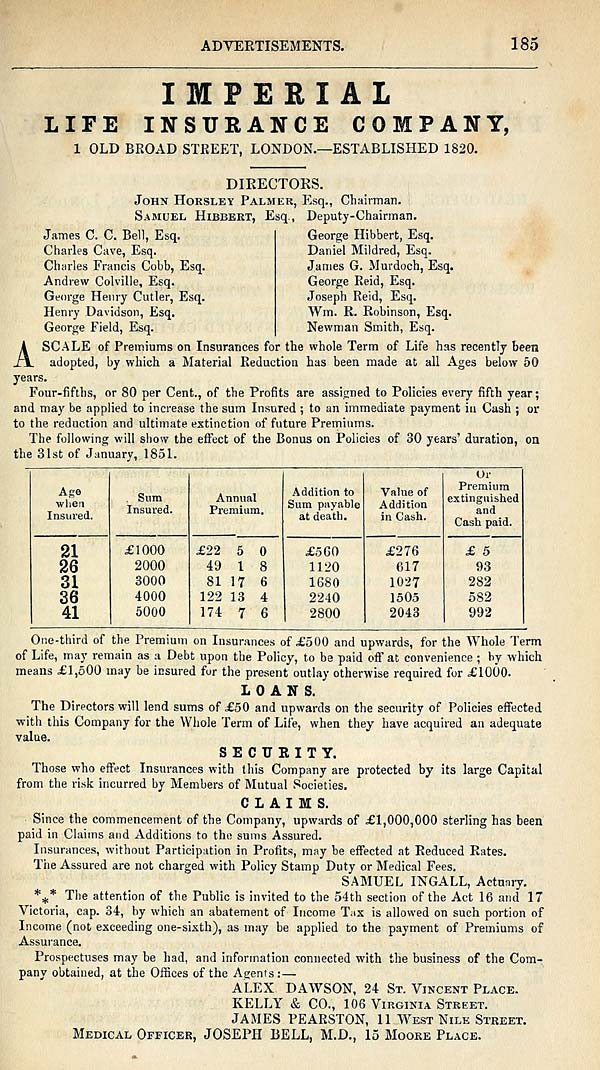 ADVERTISEMENTS. 185
IMPERIAL
LIFE INSURANCE COMPANY,
1 OLD BROAD STREET, LONDON.—ESTABLISHED 1820.
DIRECTORS.
JOHN HORSLEY PALMER, Esq., Chairman.
SAMUEL HIBBERT, Esq., Deputy-Chairman.
James C. C. Bell, Esq.
Charles Cave, Esq.
Charles Francis Cobb, Esq.
Andrew Colville, Esq.
George Henry Cutler, Esq.
Henry Davidson, Esq.
George Field, Esq.
George Hibbert, Esq.
Daniel Mildred, Esq.
James G. Murdoch, Esq.
George Reid, Esq.
Joseph Reid, Esq.
Wm. R. Robinson, Esq.
Newman Smith, Esq.
A SCALE of Premiums on Insurances for the whole Term of Life has recently been
adopted, by which a Material Reduction has been made at all Ages below 50
years.
Four-fifths, or 80 per Cent., of the Profits are assigned to Policies every fifth year;
and may be applied to increase the sum Insured ; to an immediate payment in Cash ; or
to the reduction and ultimate extinction of future Premiums.
The following will show the effect of the Bonus on Policies of 30 years' duration, on
the 31st of January, 1851.
Age when Insured. Sum Insured. Annual Premium. Addition to Sum payable at death. Value of Addition in Cash. Or Premium extinguished and Cash paid.
21 £1000 £22 5 0 £560 £276 £ 5
26 2000 49 1 8 1120 617 93
31 3000 81 17 6 1680 1027 282
36 4000 122 13 4 2240 1505 582
41 5000 174 7 6 2800 2043 992
One-third of the Premium on Insurances of £500 and upwards, for the Whole Term
of Life, may remain as a Debt upon the Policy, to be paid off at convenience ; by which
means £1,500 may be insured for the present outlay otherwise required for £1000.
LOANS.
The Directors will lend sums of £50 and upwards on the security of Policies effected
with this Company for the Whole Term of Life, when they have acquired an adequate
value.
SECURITY.
Those who effect Insurances with this Company are protected by its large Capital
from the risk incurred by Members of Mutual Societies.
CLAIMS.
Since the commencement of the Company, upwards of £1,000,000 sterling has been
paid in Claims and Additions to the sums Assured.
Insurances, without Participation in Profits, may be effected at Reduced Rates.
The Assured are not charged with Policy Stamp Duty or Medical Fees.
SAMUEL INGALL, Actuary.
*⁎* The attention of the Public is invited to the 54th section of the Act 16 and 17
Victoria, cap. 34, by which an abatement of Income Tax is allowed on such portion of
Income (not exceeding one-sixth), as may be applied to the payment of Premiums of
Assurance.
Prospectuses may be had, and information connected with the business of the Com-
pany obtained, at the Offices of the Agents :—
ALEX. DAWSON, 24 ST. VINCENT PLACE.
KELLY & CO., 106 VIRGINIA STREET.
JAMES PEARSTON, 11 WEST NILE STREET.
MEDICAL OFFICER, JOSEPH BELL, M.D., 15 MOORE PLACE.